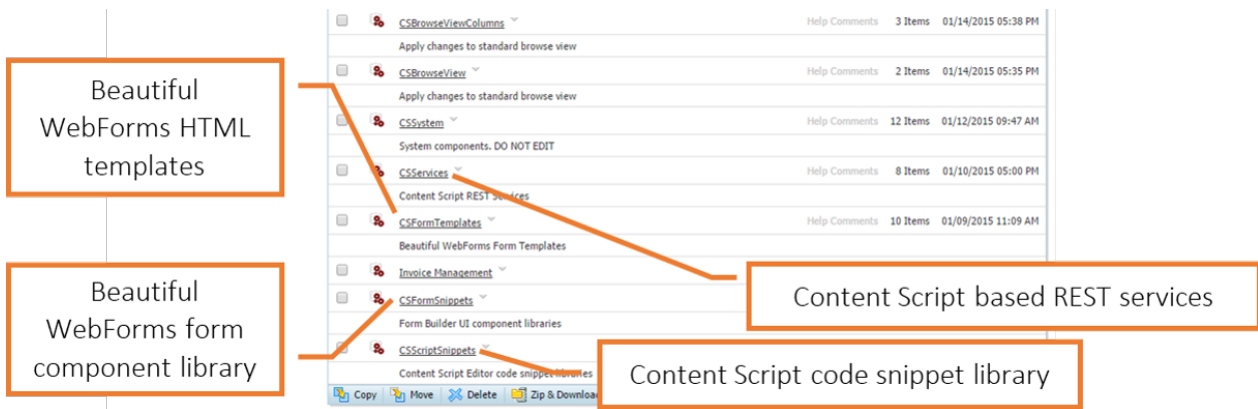 CSBrowseViewColumns Help Comments 3 Items 01/14/2015 05:38 PM
Apply changes to standard browse view
CSBrowseView Help Comments 2 Items 01/14/2015 05:35 PM
Apply changes to standard browse view
CSSystem Help Comments 12 Items 01/12/2015 09:47 AM
System components. DO NOT EDIT
CSServices Help Comments 8 Items 01/10/2015 05:00 PM
Content Script REST Services
CSFormTemplates Help Comments 10 Items 01/09/2015 11:09 AM
Beautiful WebForms Form Templates
Invoice Management
CSFormSnippets
Form Builder UI component libraries
CSScriptSnippets
Content Script Editor code snippet libraries
Copy Move Delete Zip & Download
Beautiful
WebForms HTML
templates
Beautiful
WebForms form
component library
Content Script based REST services
Content Script code snippet library